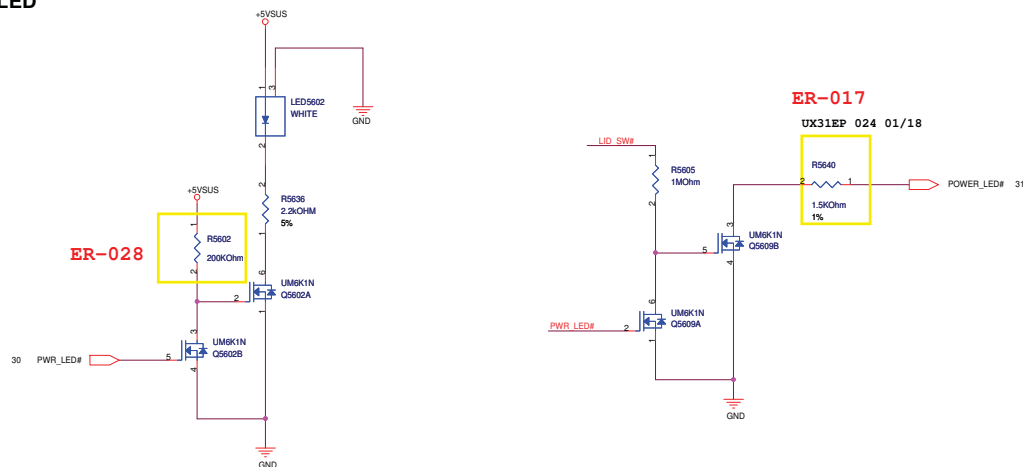 LED
+5VSUS
1
3
LED5602
WHITE
2
GND
2
R5636
2.2kOHM
5%
1
+5VSUS
1
R5602
200KOhm
2
ER-028
6
UM6K1N
Q5602A
2
1
3
UM6K1N
Q5602B
5
4
30 PWR_LED#
GND
ER-017
UX31EP 024 01/18
LID_SW#
1
R5605
1MOhm
2
R5640
2
1
1.5KOhm
1%
POWER_LED# 31
3
UM6K1N
Q5609B
5
4
6
UM6K1N
Q5609A
PWR_LED#
2
1
GND